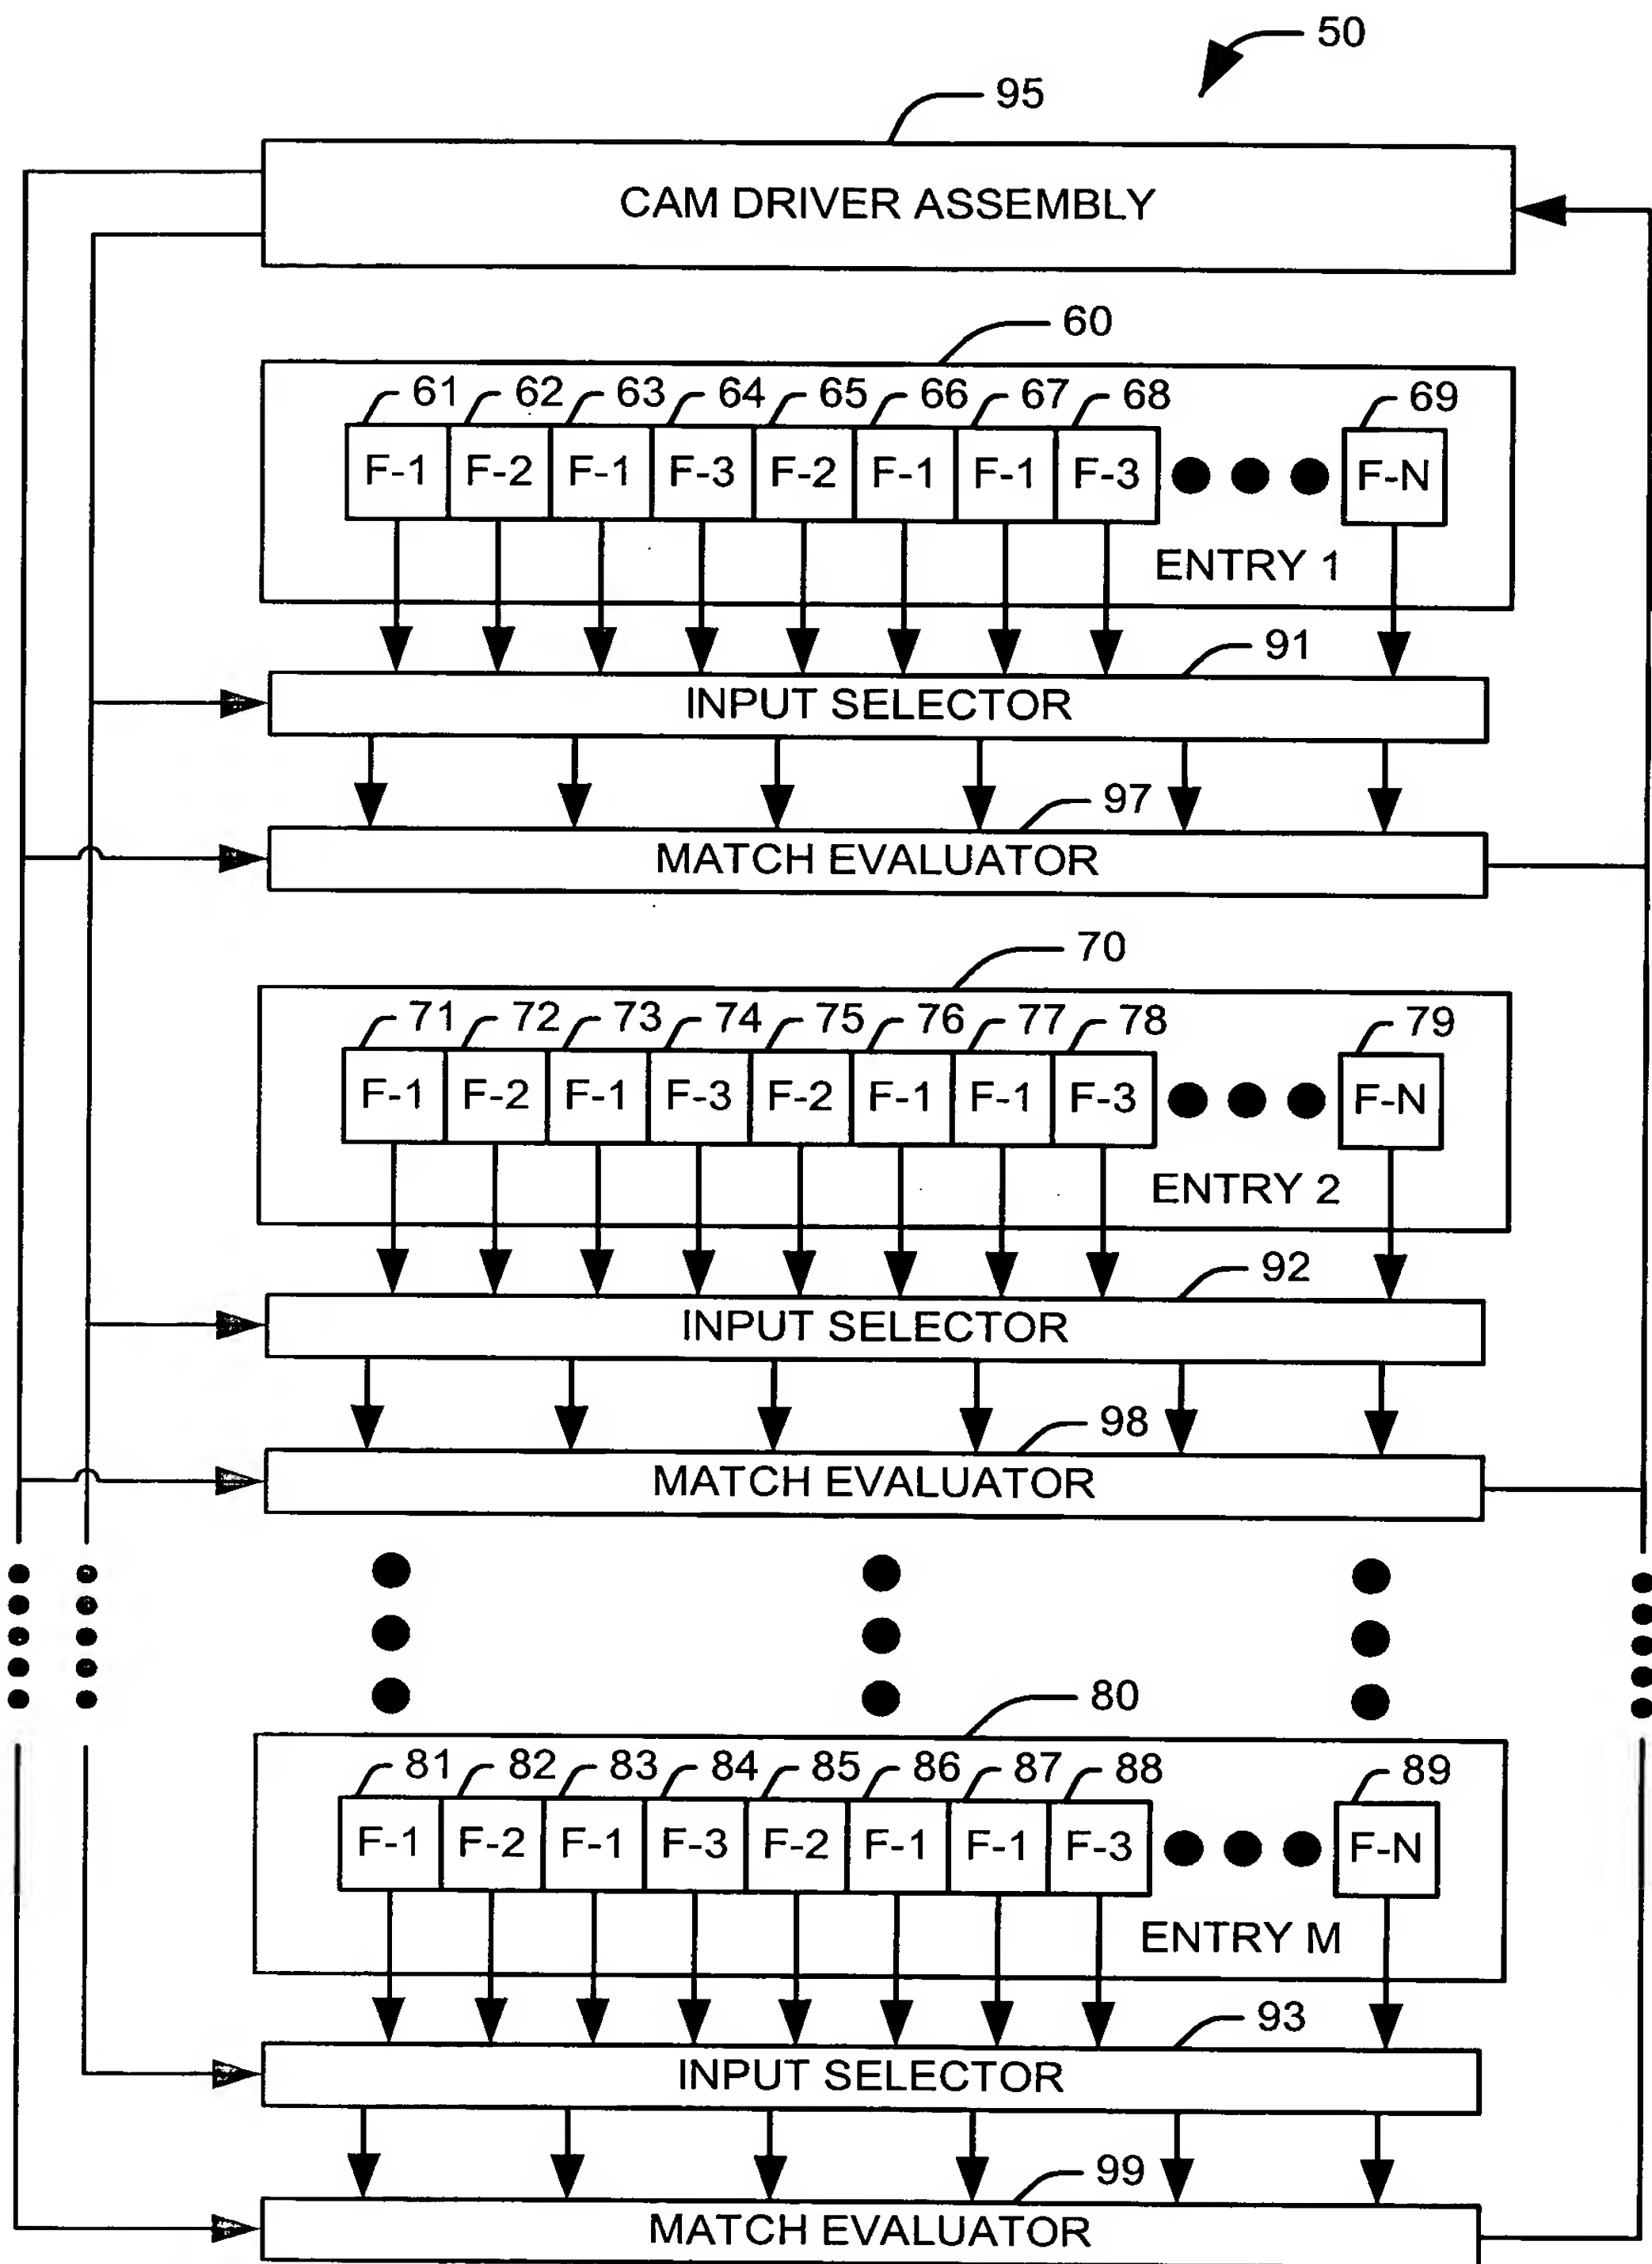 50
95
CAM DRIVER ASSEMBLY
60
61 62 63 64 65 66 67 68 69
F-1 F-2 F-1 F-3 F-2 F-1 F-1 F-3 F-N
ENTRY 1
91
INPUT SELECTOR
97
MATCH EVALUATOR
70
71 72 73 74 75 76 77 78 79
F-1 F-2 F-1 F-3 F-2 F-1 F-1 F-3 F-N
ENTRY 2
92
INPUT SELECTOR
98
MATCH EVALUATOR
80
81 82 83 84 85 86 87 88 89
F-1 F-2 F-1 F-3 F-2 F-1 F-1 F-3 F-N
ENTRY M
93
INPUT SELECTOR
99
MATCH EVALUATOR